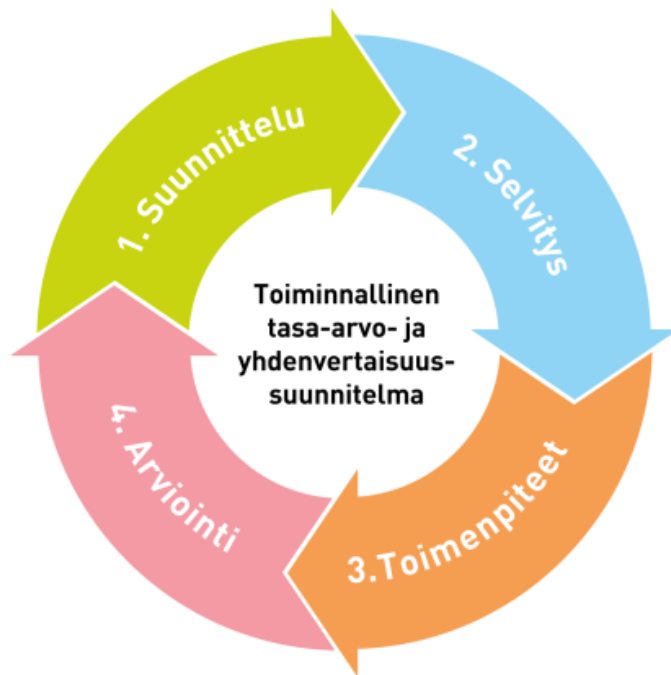 1. Suunnittelu
2. Selvitys
Toiminnallinen
tasa-arvo- ja
yhdenvertaisuus-
suunnitelma
3.Toimenpiteet
4. Arviointi